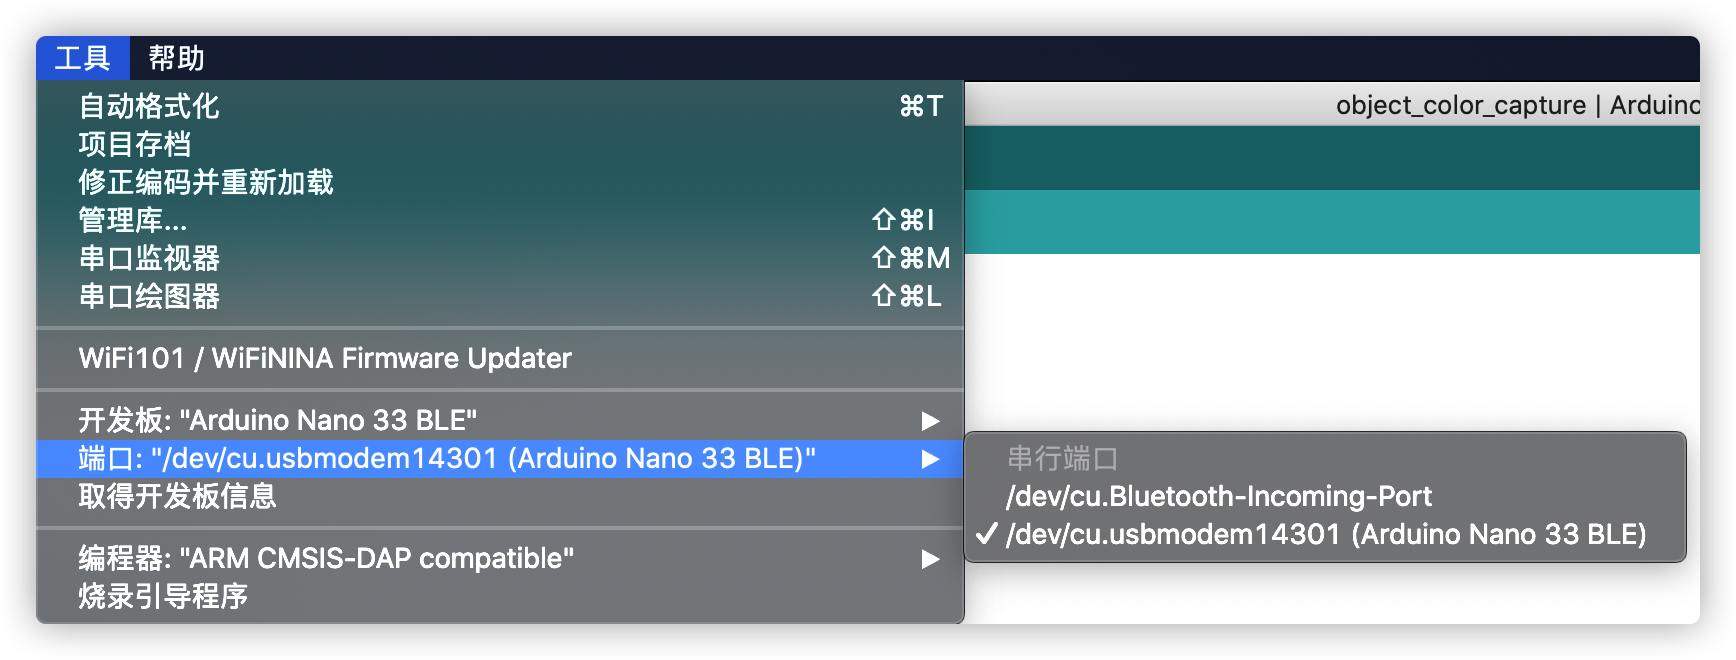 工具 帮助
object_color_capture | Arduino
自动格式化 ⌘T
项目存档
修正编码并重新加载
管理库... ⇧⌘I
串口监视器 ⇧⌘M
串口绘图器 ⇧⌘L
WiFi101 / WiFiNINA Firmware Updater
开发板: "Arduino Nano 33 BLE" ▶
端口: "/dev/cu.usbmodem14301 (Arduino Nano 33 BLE)" ▶
取得开发板信息
编程器: "ARM CMSIS-DAP compatible" ▶
烧录引导程序
串行端口
/dev/cu.Bluetooth-Incoming-Port
✓ /dev/cu.usbmodem14301 (Arduino Nano 33 BLE)